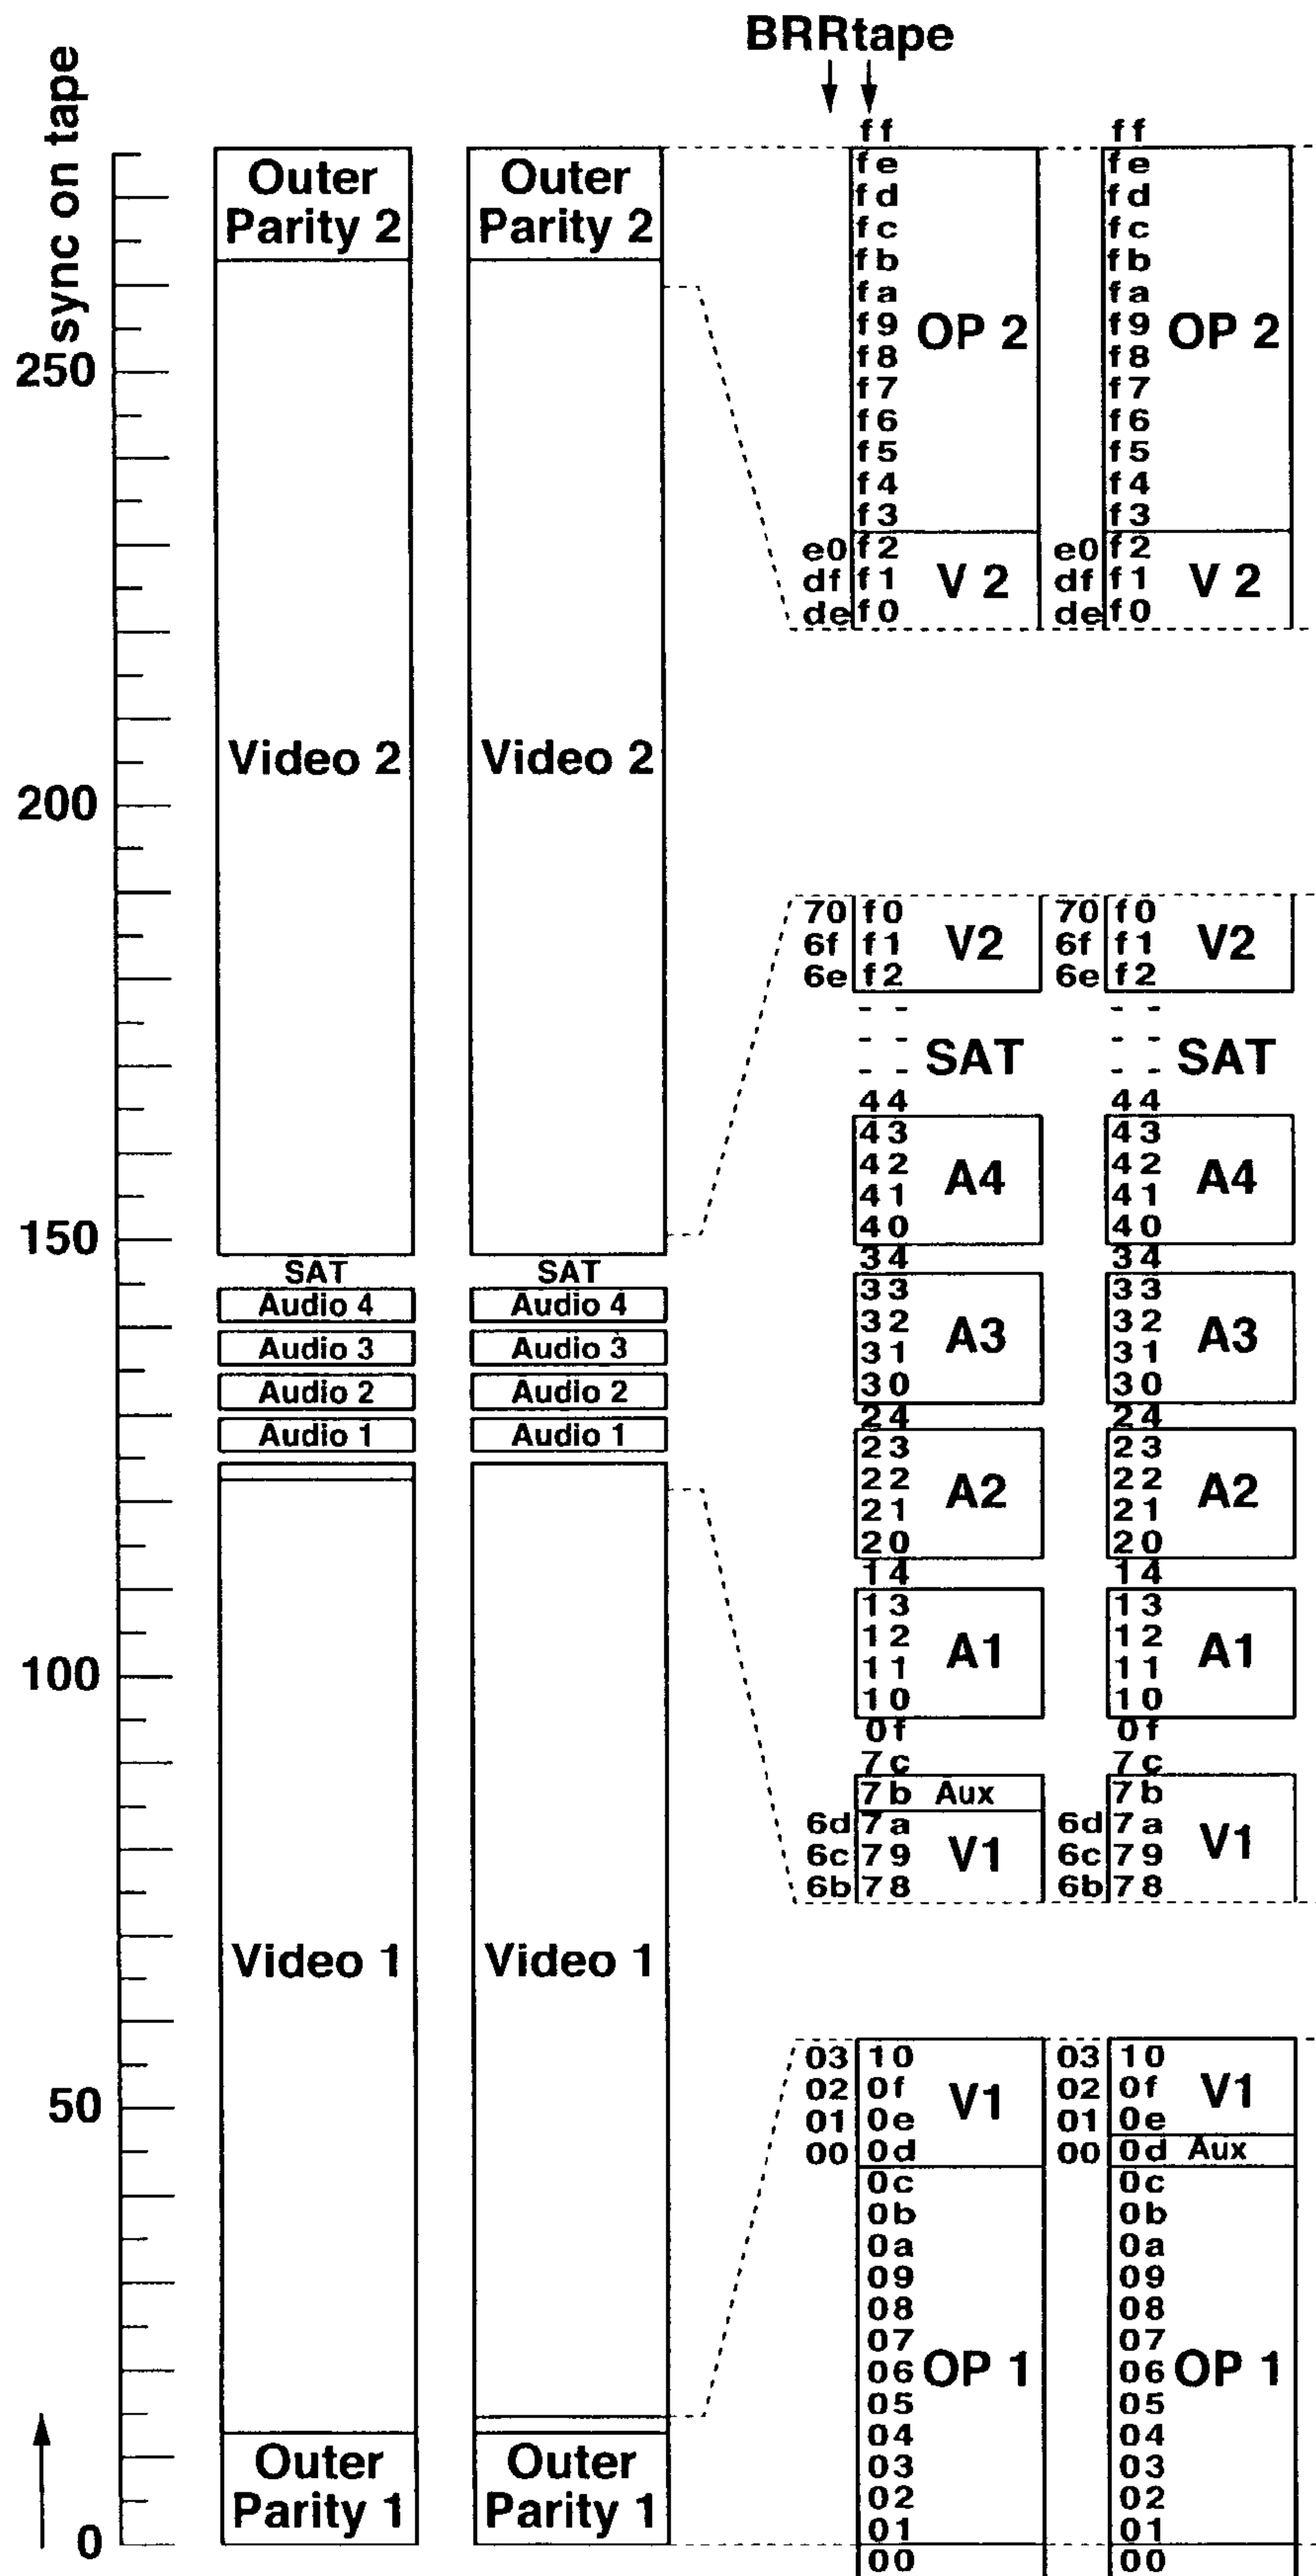 BRRtape
sync on tape
250
200
150
100
50
0
Outer
Parity 2
Video 2
SAT
Audio 4
Audio 3
Audio 2
Audio 1
Video 1
Outer
Parity 1
Outer
Parity 2
Video 2
SAT
Audio 4
Audio 3
Audio 2
Audio 1
Video 1
Outer
Parity 1
ff
fe
fd
fc
fb
fa
f9
f8
f7
f6
f5
f4
f3
OP 2
e0 f2
df f1
de f0
V 2
70 f0
6f f1
6e f2
V2
- -
- -
- -
SAT
44
43
42
41
40
A4
34
33
32
31
30
A3
24
23
22
21
20
A2
14
13
12
11
10
A1
0f
7c
7b Aux
6d 7a
6c 79
6b 78
V1
03 10
02 0f
01 0e
00 0d
V1
0c
0b
0a
09
08
07
06
05
04
03
02
01
OP 1
00
ff
fe
fd
fc
fb
fa
f9
f8
f7
f6
f5
f4
f3
OP 2
e0 f2
df f1
de f0
V 2
70 f0
6f f1
6e f2
V2
- -
- -
- -
SAT
44
43
42
41
40
A4
34
33
32
31
30
A3
24
23
22
21
20
A2
14
13
12
11
10
A1
0f
7c
7b
6d 7a
6c 79
6b 78
V1
03 10
02 0f
01 0e
V1
00 0d Aux
0c
0b
0a
09
08
07
06
05
04
03
02
01
OP 1
00